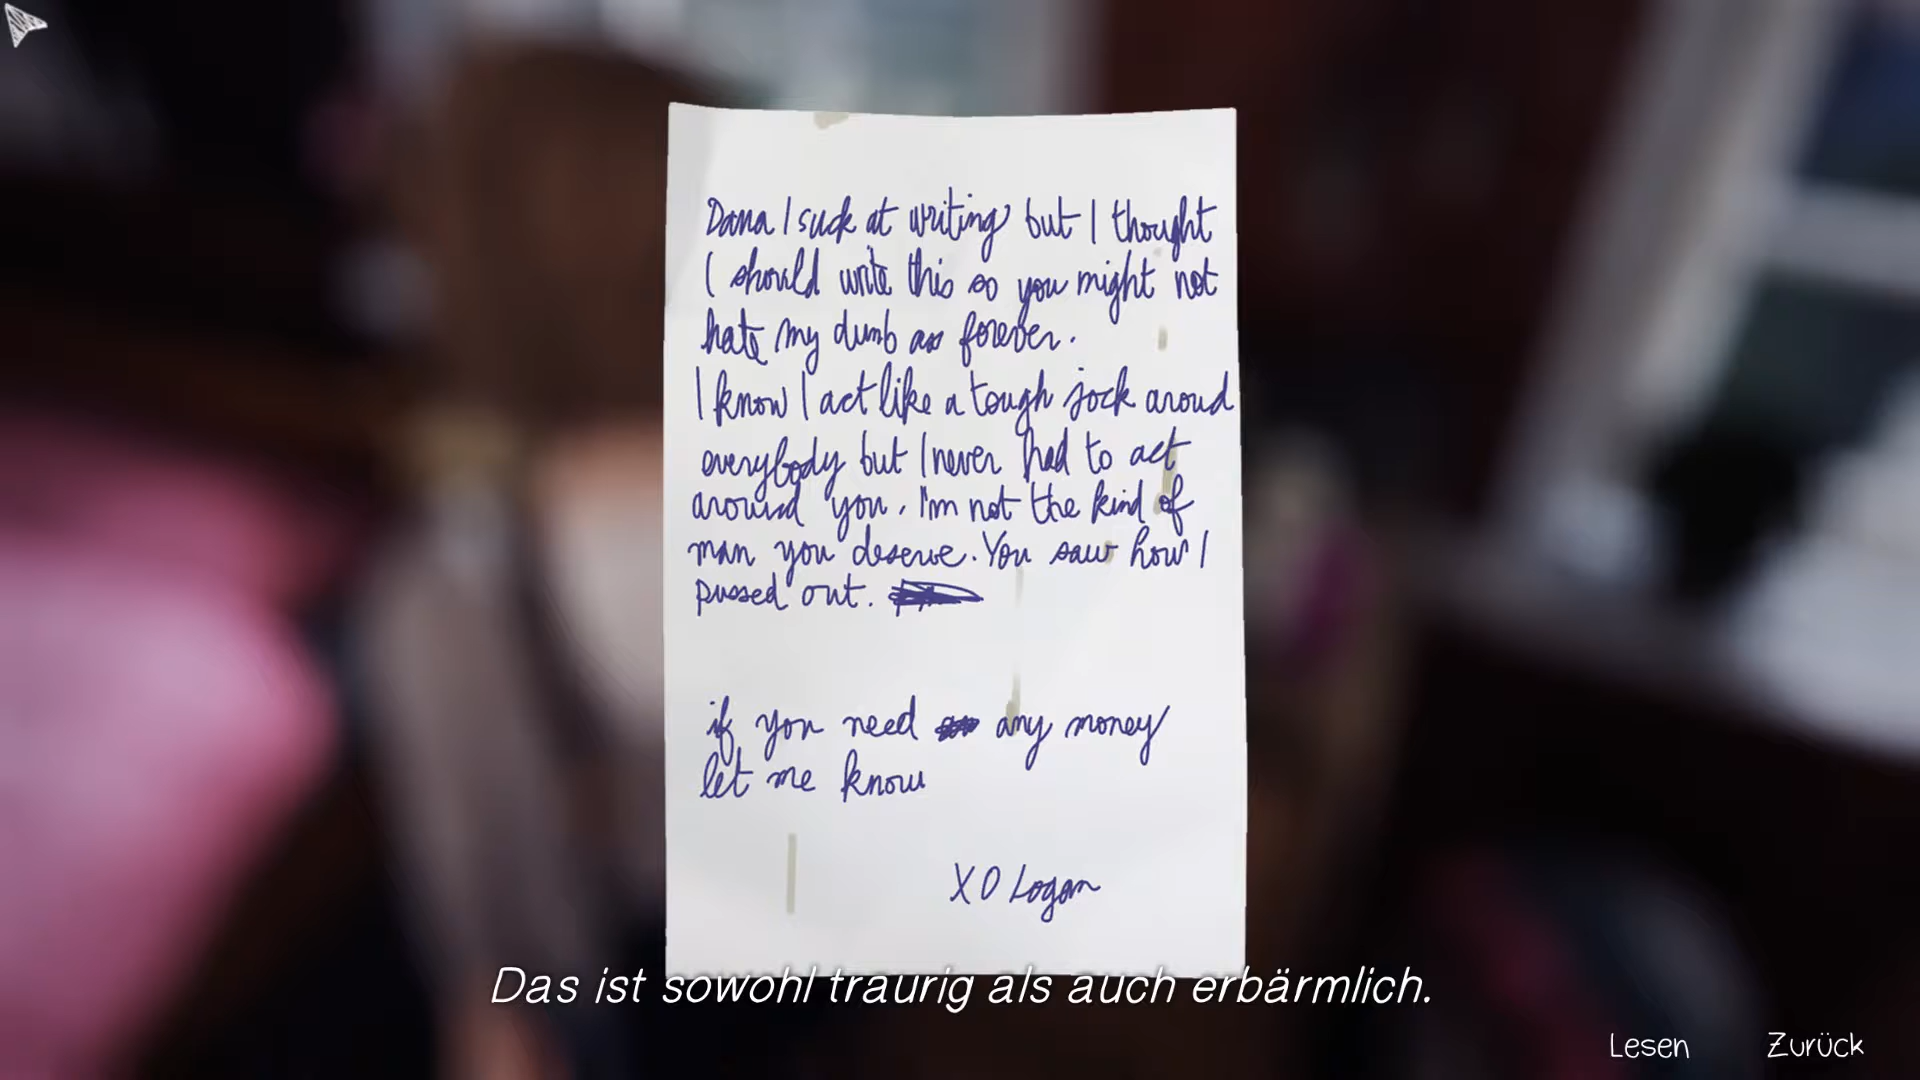 Dana I suck at writing but I thought
I should write this so you might not
hate my dumb ass forever.
I know I act like a tough jock aroud
everybody but I never had to act
around you. I'm not the kind of
man you deserve. You saw how I
pussed out.
if you need any money
let me know
XO Logan
Das ist sowohl traurig als auch erbärmlich.
Lesen Zurück